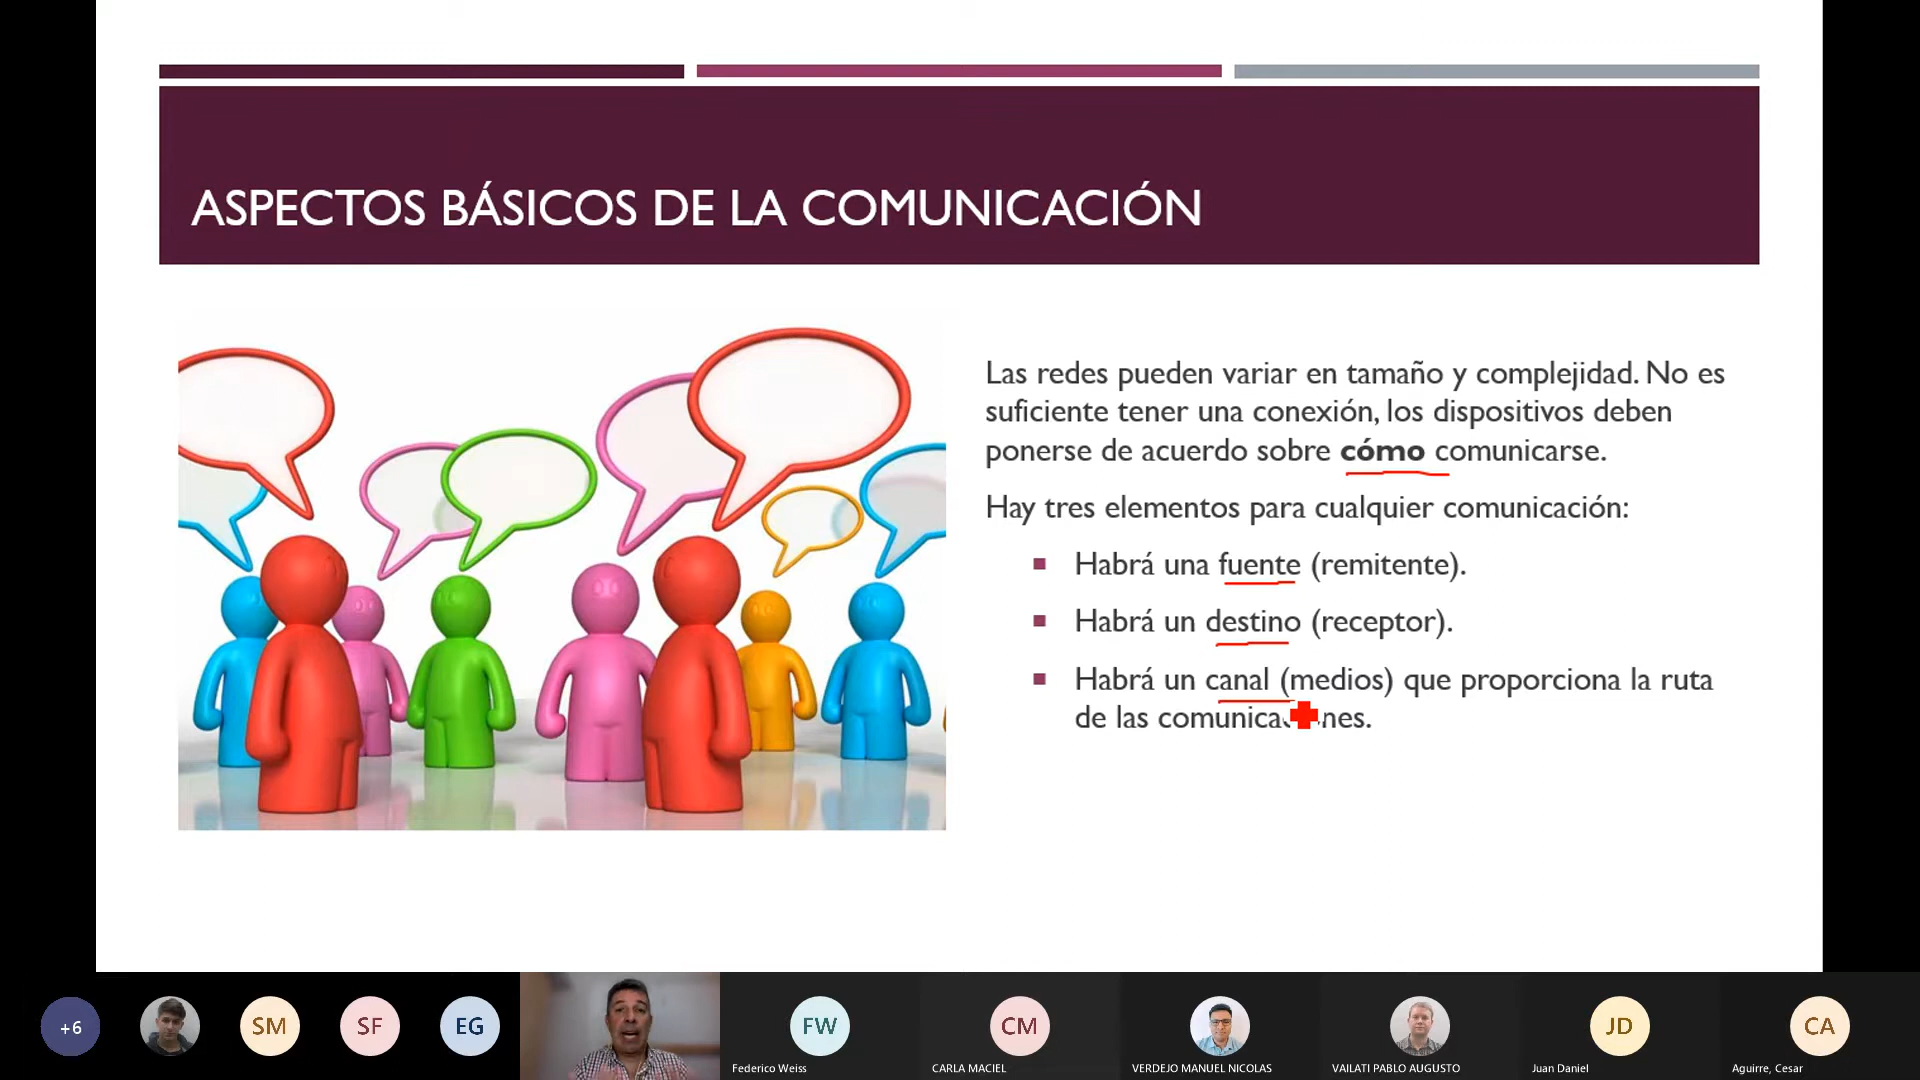 ASPECTOS BÁSICOS DE LA COMUNICACIÓN
Las redes pueden variar en tamaño y complejidad. No es
suficiente tener una conexión, los dispositivos deben
ponerse de acuerdo sobre cómo comunicarse.
Hay tres elementos para cualquier comunicación:
Habrá una fuente (remitente).
Habrá un destino (receptor).
Habrá un canal (medios) que proporciona la ruta
de las comunicaciones.
+6
SM
SF
EG
FW
CM
JD
CA
Federico Weiss
CARLA MACIEL
VERDEJO MANUEL NICOLAS
VAILATI PABLO AUGUSTO
Juan Daniel
Aguirre, Cesar